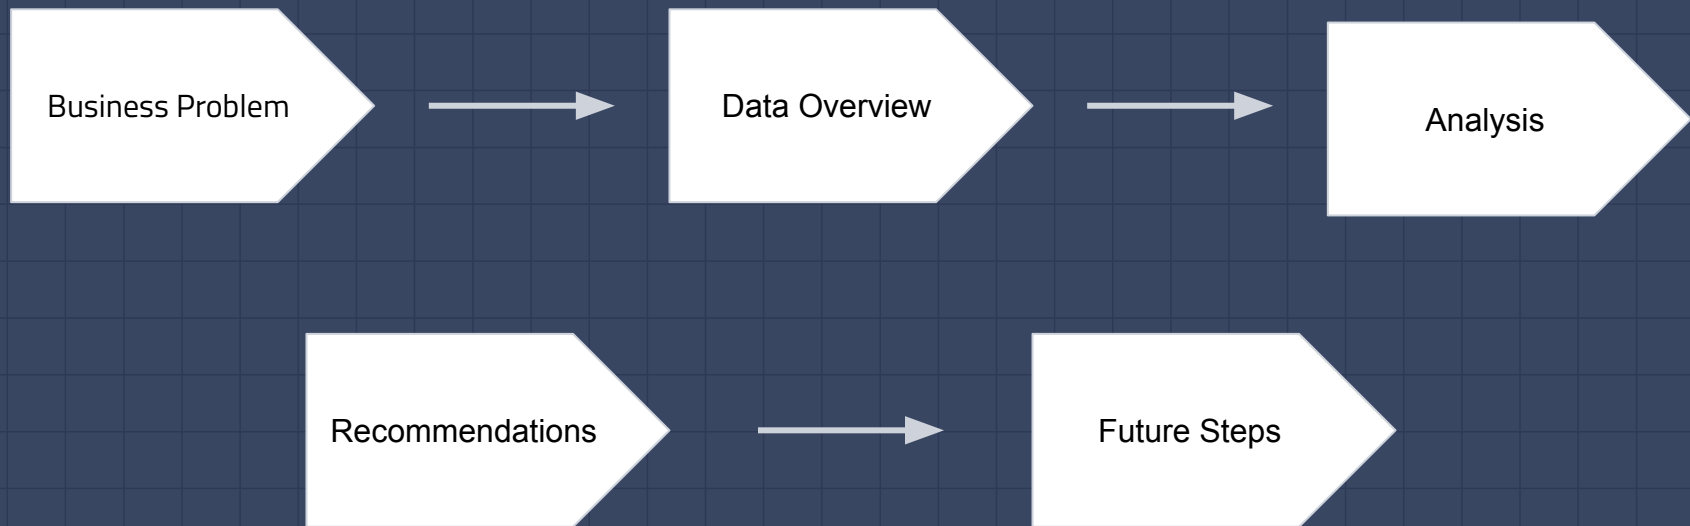 Business Problem
Data Overview
Analysis
Recommendations
Future Steps